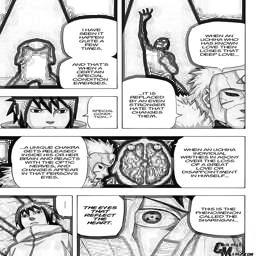 WHEN AN
UCHIHA WHO
HAS KNOWN
LOVE THEN
LOSES THAT
DEEP LOVE...
I HAVE
SEEN IT
HAPPEN
QUITE A
FEW
TIMES,
AND THAT'S
WHEN A
CERTAIN
SPECIAL
CONDITION
EMERGES.
IT IS
REPLACED
BY AN EVEN
STRONGER
HATE THAT
CHANGES
THEM.
SPECIAL
CONDI-
TION...?
WHEN AN
UCHIHA
INDIVIDUAL
WRITHES IN AGONY
OVER THE LOSS
OF A GREAT
LOVE OR
DISAPPOINTMENT
IN HIMSELF...
...A UNIQUE CHAKRA
GETS RELEASED
INSIDE HIS OR HER
BRAIN AND REACTS
WITH THE OPTIC
NERVES, AND
CHANGES APPEAR
IN THAT PERSON'S
EYES.
THIS IS THE
PHENOMENON
CALLED THE
SHARINGAN...
THE EYES
THAT
REFLECT
THE
HEART.